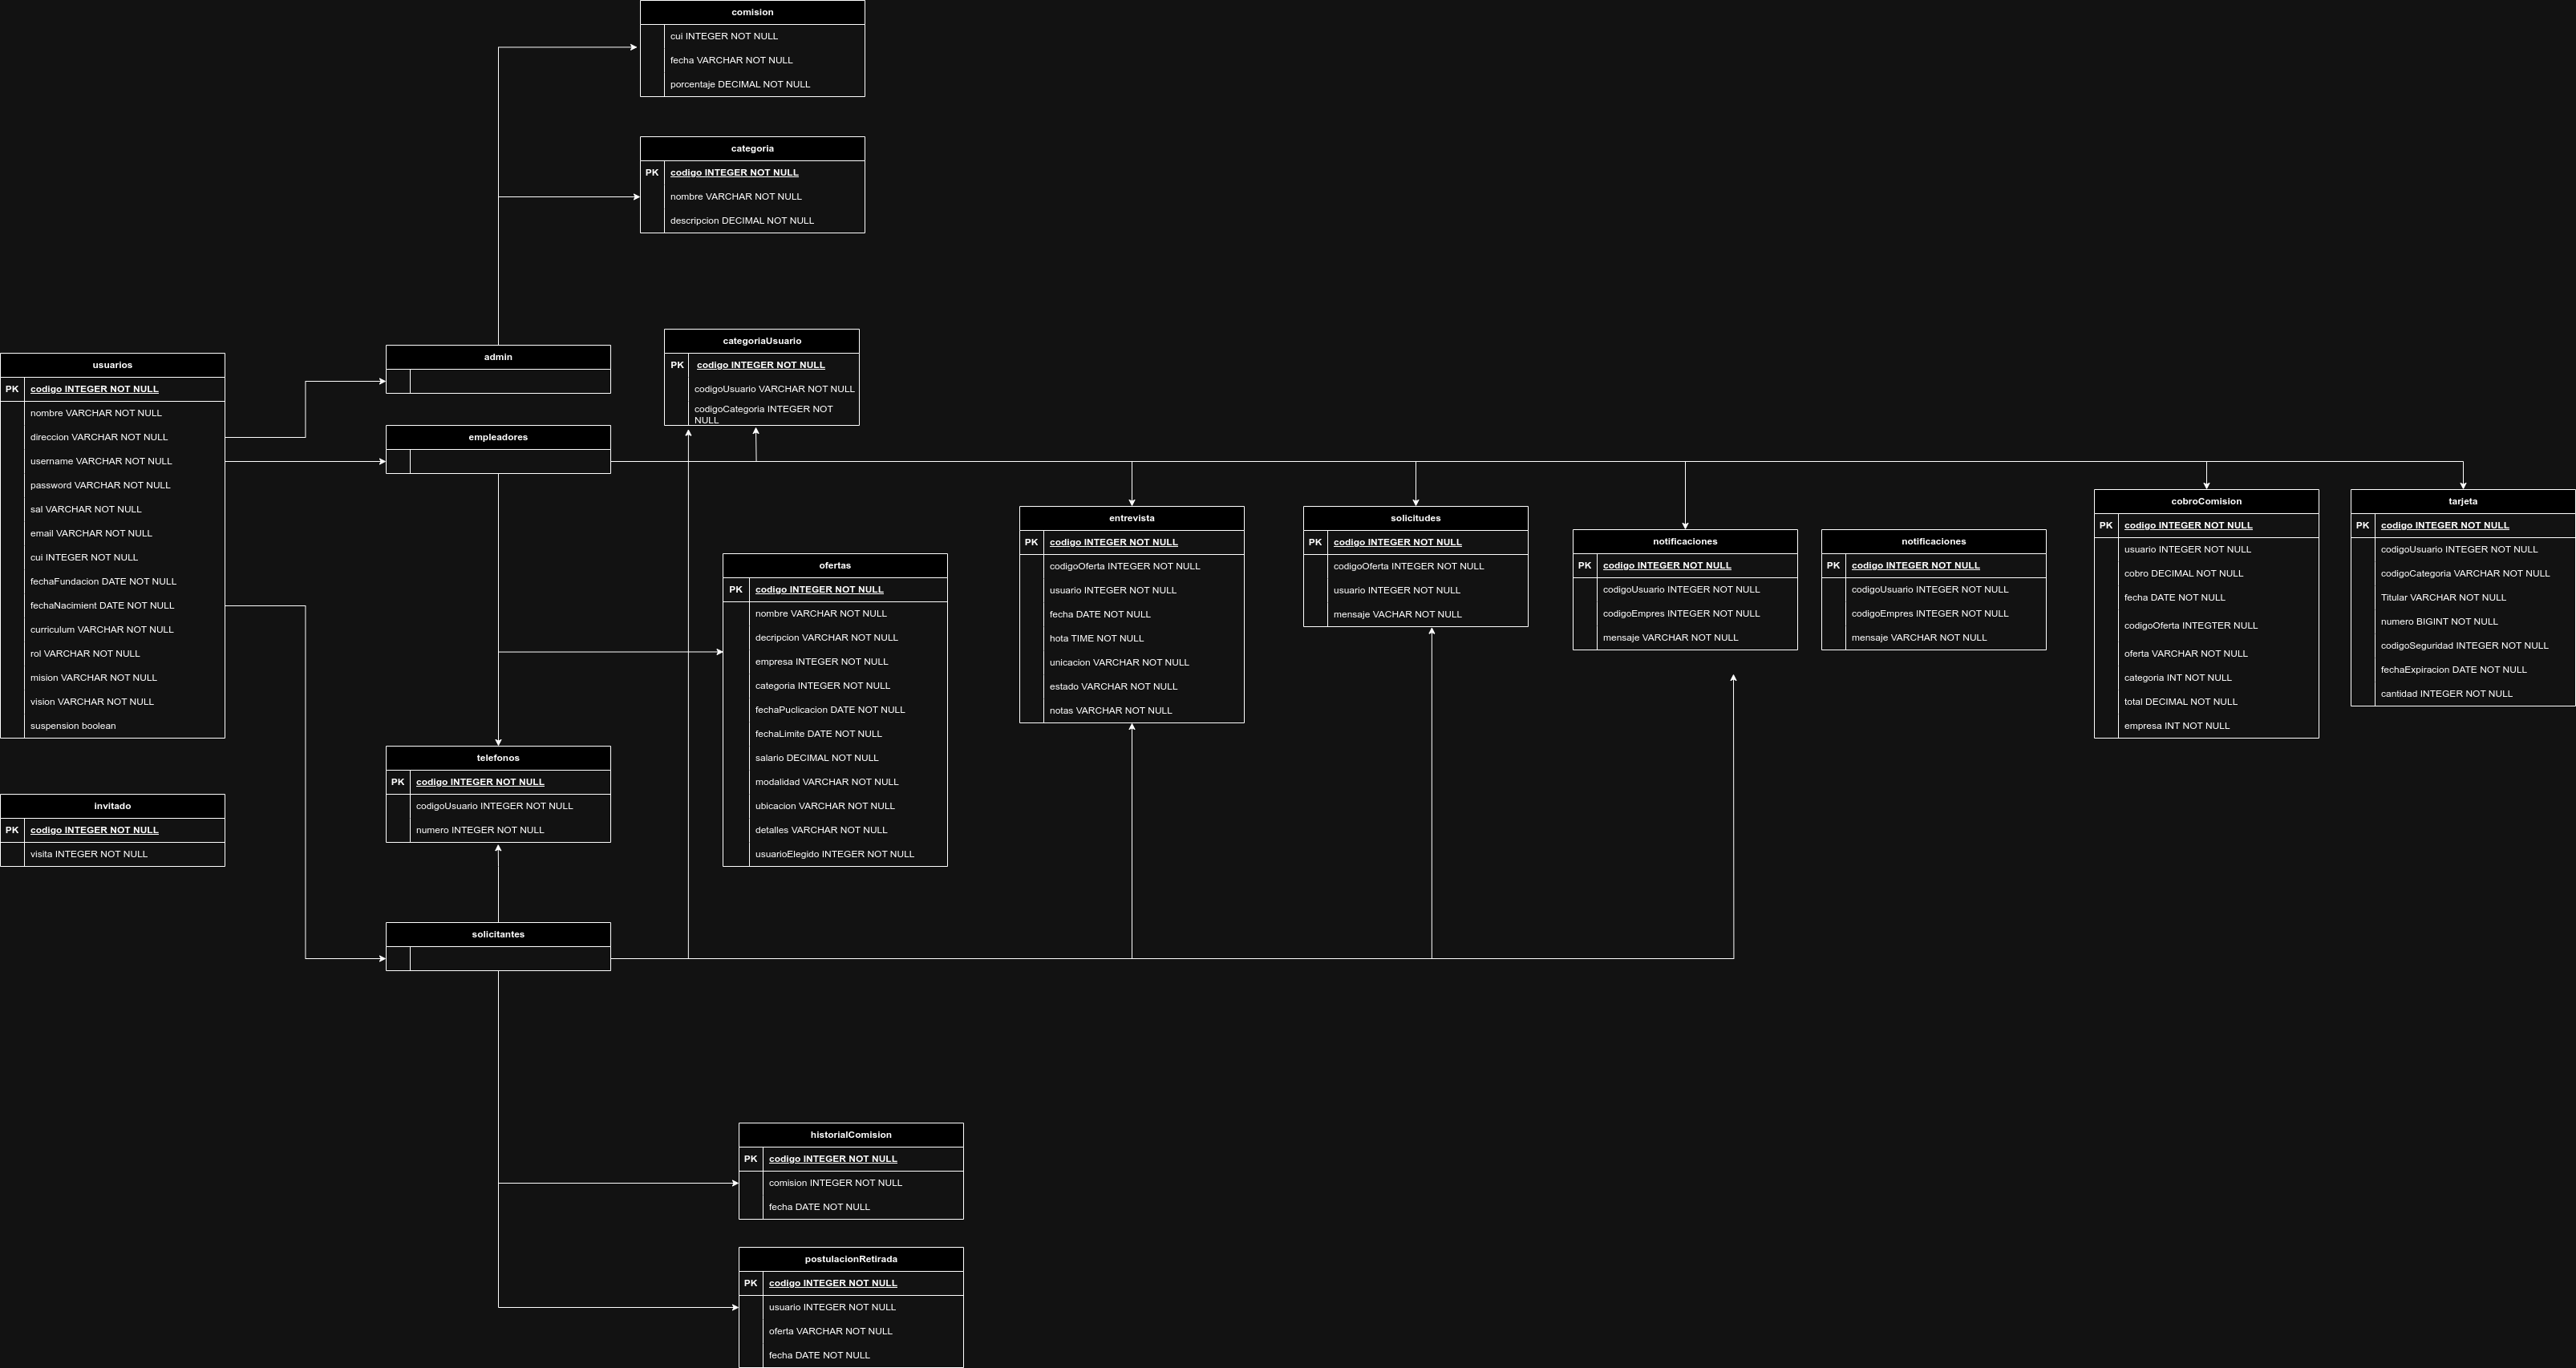 comision
cui INTEGER NOT NULL
fecha VARCHAR NOT NULL
porcentaje DECIMAL NOT NULL
categoria
PK codigo INTEGER NOT NULL
nombre VARCHAR NOT NULL
descripcion DECIMAL NOT NULL
usuarios
PK codigo INTEGER NOT NULL
nombre VARCHAR NOT NULL
direccion VARCHAR NOT NULL
username VARCHAR NOT NULL
password VARCHAR NOT NULL
sal VARCHAR NOT NULL
email VARCHAR NOT NULL
cui INTEGER NOT NULL
fechaFundacion DATE NOT NULL
fechaNacimient DATE NOT NULL
curriculum VARCHAR NOT NULL
rol VARCHAR NOT NULL
mision VARCHAR NOT NULL
vision VARCHAR NOT NULL
suspension boolean
invitado
PK codigo INTEGER NOT NULL
visita INTEGER NOT NULL
admin
empleadores
categoriaUsuario
PK codigo INTEGER NOT NULL
codigoUsuario VARCHAR NOT NULL
codigoCategoria INTEGER NOT
NULL
telefonos
PK codigo INTEGER NOT NULL
codigoUsuario INTEGER NOT NULL
numero INTEGER NOT NULL
solicitantes
ofertas
PK codigo INTEGER NOT NULL
nombre VARCHAR NOT NULL
decripcion VARCHAR NOT NULL
empresa INTEGER NOT NULL
categoria INTEGER NOT NULL
fechaPuclicacion DATE NOT NULL
fechaLimite DATE NOT NULL
salario DECIMAL NOT NULL
modalidad VARCHAR NOT NULL
ubicacion VARCHAR NOT NULL
detalles VARCHAR NOT NULL
usuarioElegido INTEGER NOT NULL
entrevista
PK codigo INTEGER NOT NULL
codigoOferta INTEGER NOT NULL
usuario INTEGER NOT NULL
fecha DATE NOT NULL
hota TIME NOT NULL
unicacion VARCHAR NOT NULL
estado VARCHAR NOT NULL
notas VARCHAR NOT NULL
solicitudes
PK codigo INTEGER NOT NULL
codigoOferta INTEGER NOT NULL
usuario INTEGER NOT NULL
mensaje VACHAR NOT NULL
notificaciones
PK codigo INTEGER NOT NULL
codigoUsuario INTEGER NOT NULL
codigoEmpres INTEGER NOT NULL
mensaje VARCHAR NOT NULL
notificaciones
PK codigo INTEGER NOT NULL
codigoUsuario INTEGER NOT NULL
codigoEmpres INTEGER NOT NULL
mensaje VARCHAR NOT NULL
cobroComision
PK codigo INTEGER NOT NULL
usuario INTEGER NOT NULL
cobro DECIMAL NOT NULL
fecha DATE NOT NULL
codigoOferta INTEGTER NULL
oferta VARCHAR NOT NULL
categoria INT NOT NULL
total DECIMAL NOT NULL
empresa INT NOT NULL
tarjeta
PK codigo INTEGER NOT NULL
codigoUsuario INTEGER NOT NULL
codigoCategoria VARCHAR NOT NULL
Titular VARCHAR NOT NULL
numero BIGINT NOT NULL
codigoSeguridad INTEGER NOT NULL
fechaExpiracion DATE NOT NULL
cantidad INTEGER NOT NULL
historialComision
PK codigo INTEGER NOT NULL
comision INTEGER NOT NULL
fecha DATE NOT NULL
postulacionRetirada
PK codigo INTEGER NOT NULL
usuario INTEGER NOT NULL
oferta VARCHAR NOT NULL
fecha DATE NOT NULL